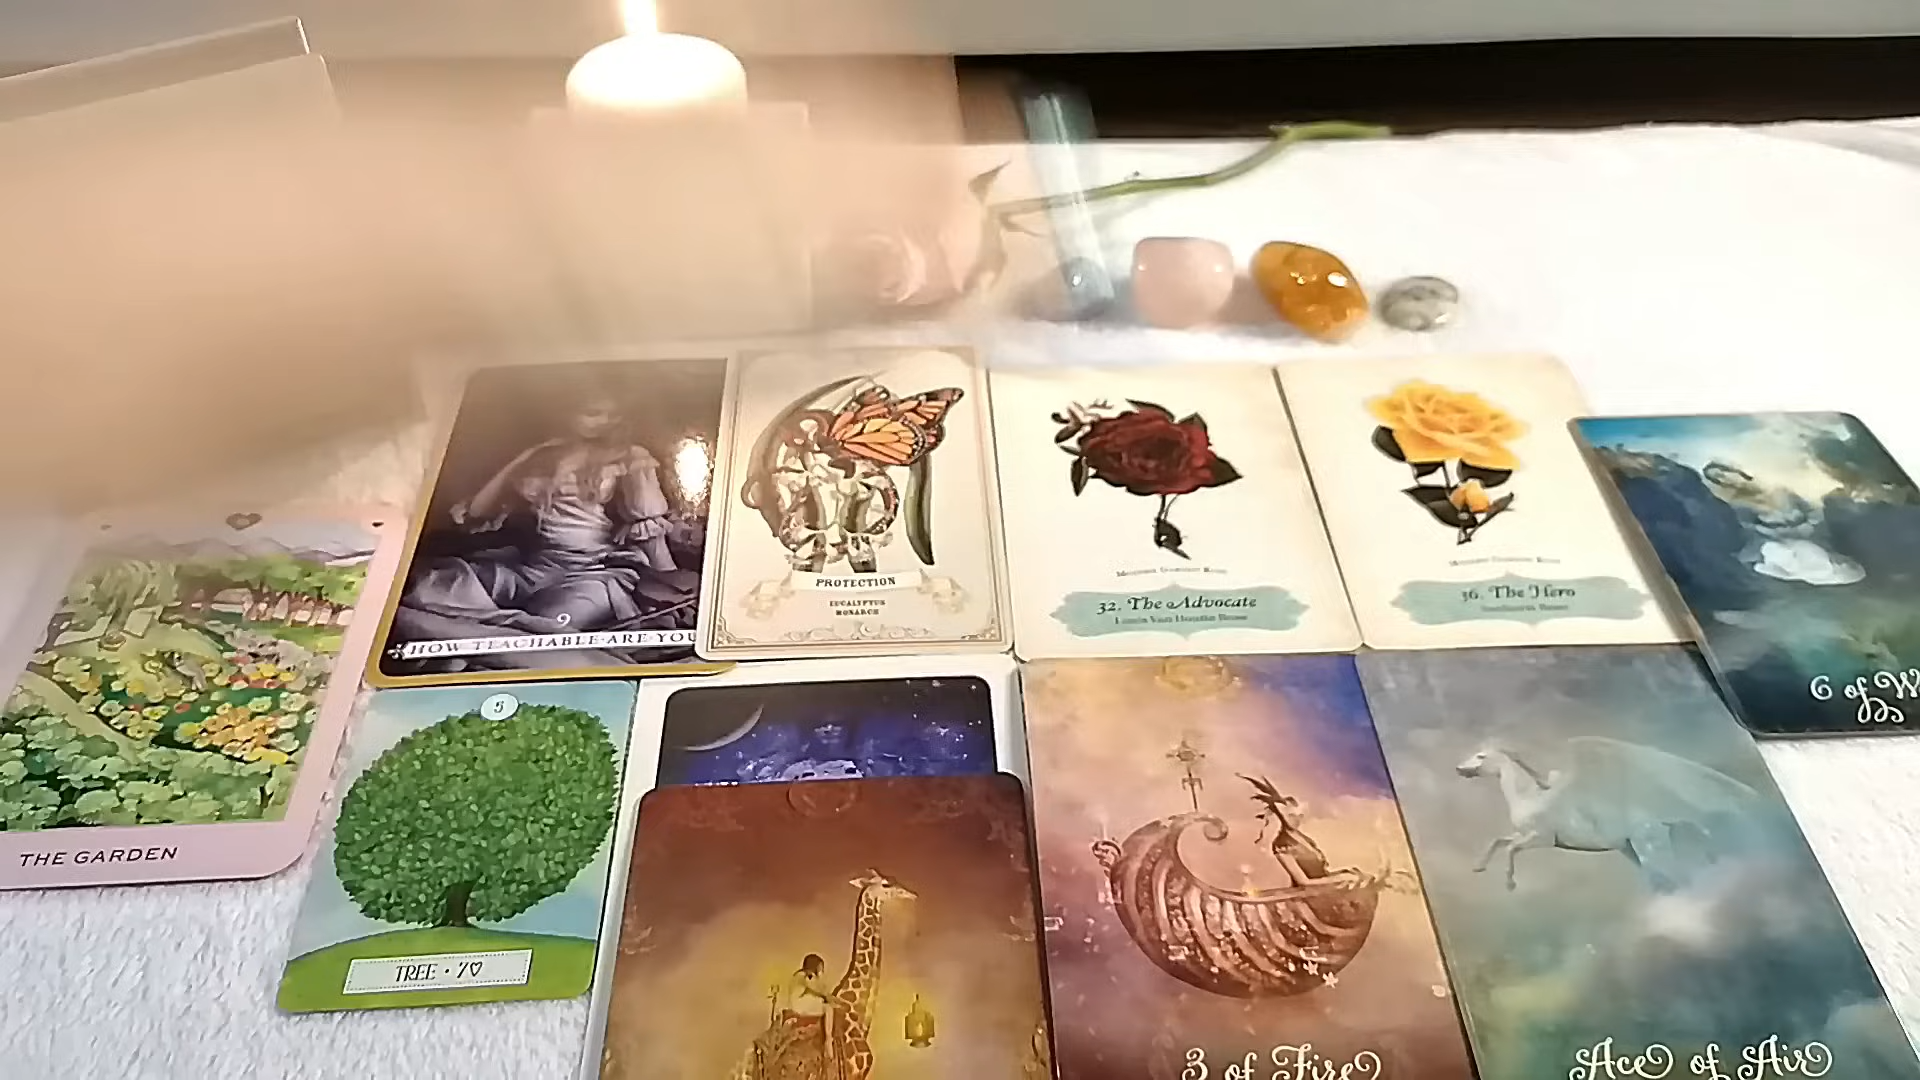 9
HOW TEACHABLE ARE YOU
PROTECTION
EUCALYPTUS
MONARCH
32. The Advocate
36. The Hero
6 of W
THE GARDEN
5
TREE • 7♡
3 of Fire
Ace of Air